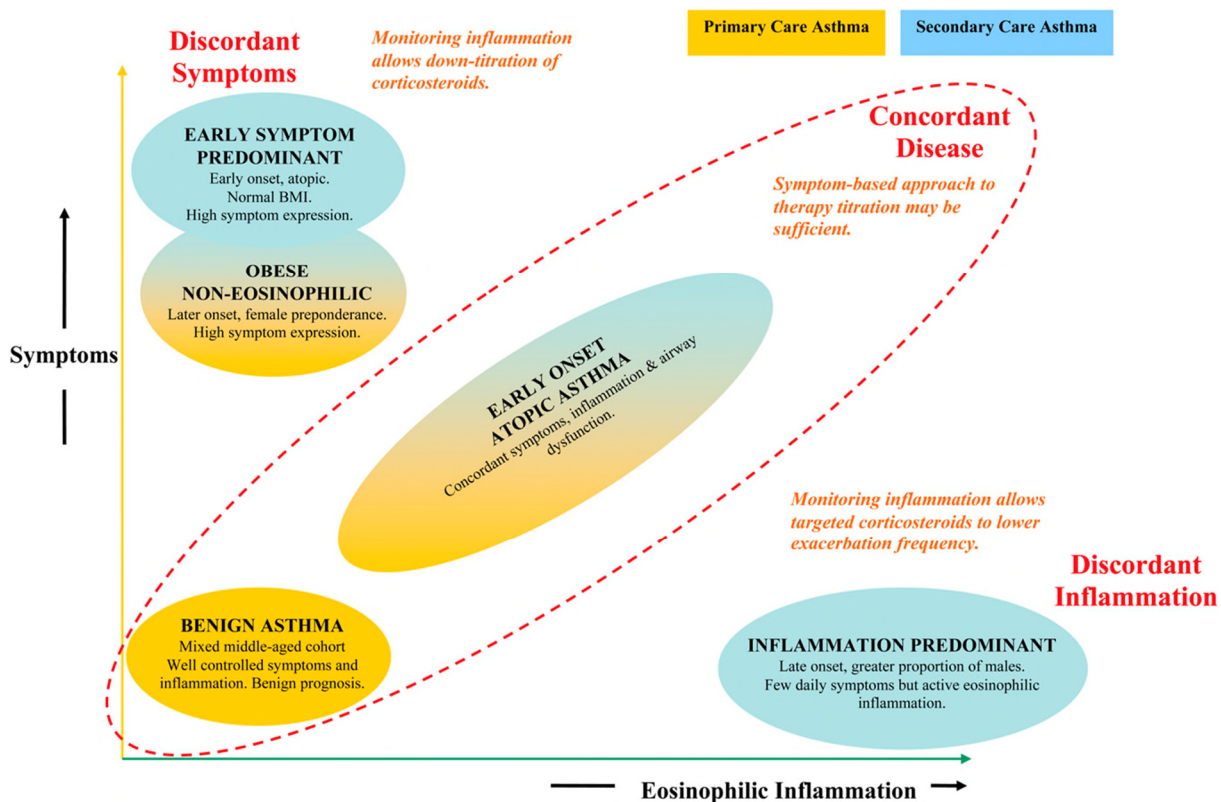 Primary Care Asthma
Secondary Care Asthma
Discordant
Symptoms
Monitoring inflammation
allows down-titration of
corticosteroids.
EARLY SYMPTOM
PREDOMINANT
Early onset, atopic.
Normal BMI.
High symptom expression.
OBESE
NON-EOSINOPHILIC
Later onset, female preponderance.
High symptom expression.
Symptoms
Concordant
Disease
Symptom-based approach to
therapy titration may be
sufficient.
EARLY ONSET
ATOPIC ASTHMA
Concordant symptoms, inflammation & airway
dysfunction.
Monitoring inflammation allows
targeted corticosteroids to lower
exacerbation frequency.
Discordant
Inflammation
BENIGN ASTHMA
Mixed middle-aged cohort
Well controlled symptoms and
inflammation. Benign prognosis.
INFLAMMATION PREDOMINANT
Late onset, greater proportion of males.
Few daily symptoms but active eosinophilic
inflammation.
Eosinophilic Inflammation